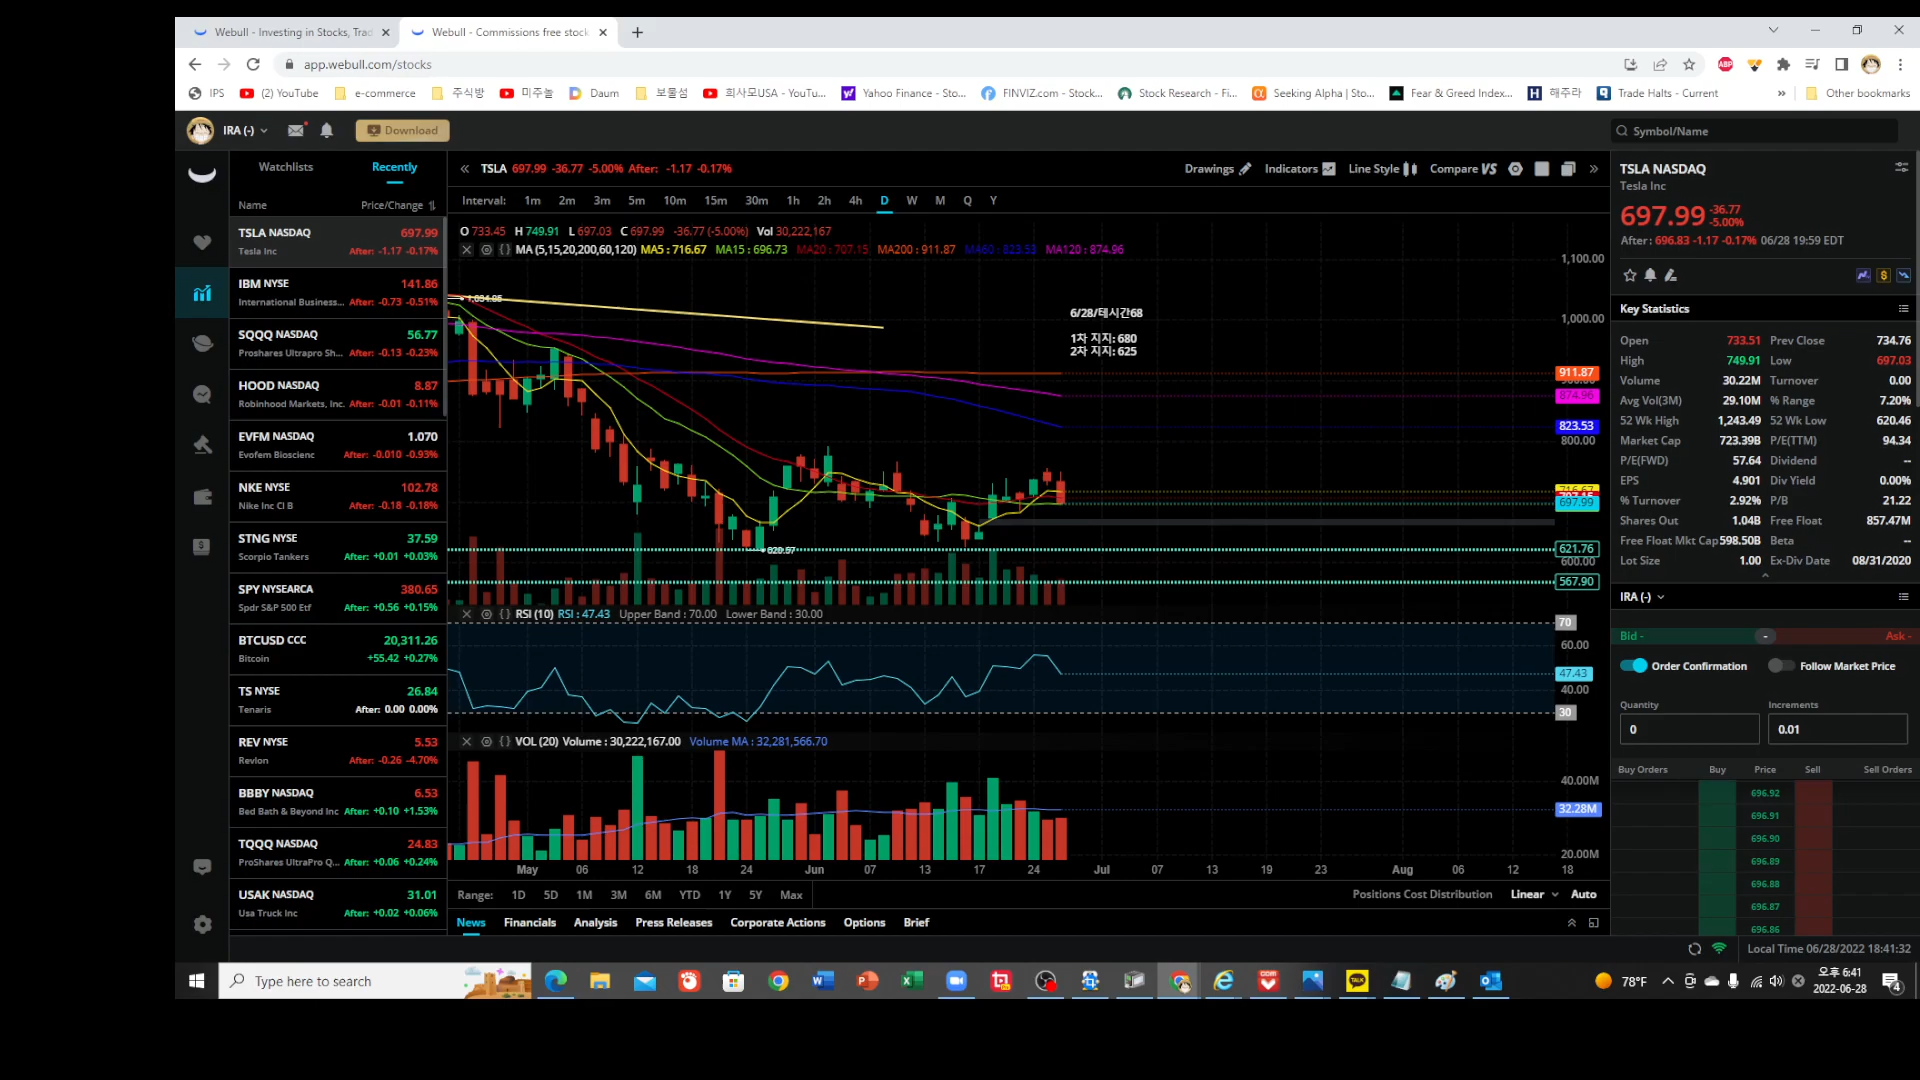 Webull - Investing in Stocks, Trad
Webull - Commissions free stock
app.webull.com/stocks
IPS
(2) YouTube
e-commerce
주식방
미주놀
Daum
보물섬
희사모USA - YouTu...
Yahoo Finance - Sto...
FINVIZ.com - Stock...
Stock Research - Fi...
Seeking Alpha | Sto...
Fear & Greed Index...
해주라
Trade Halts - Current
Other bookmarks
IRA (-)
Download
Symbol/Name
Watchlists
Recently
Name
Price/Change
TSLA NASDAQ 697.99
Tesla Inc After: -1.17 -0.17%
IBM NYSE 141.86
International Business... After: -0.73 -0.51%
SQQQ NASDAQ 56.77
Proshares Ultrapro Sh... After: -0.13 -0.23%
HOOD NASDAQ 8.87
Robinhood Markets, Inc. After: -0.01 -0.11%
EVFM NASDAQ 1.070
Evofem Bioscienc After: -0.010 -0.93%
NKE NYSE 102.78
Nike Inc Cl B After: -0.18 -0.18%
STNG NYSE 37.59
Scorpio Tankers After: +0.01 +0.03%
SPY NYSEARCA 380.65
Spdr S&P 500 Etf After: +0.56 +0.15%
BTCUSD CCC 20,311.26
Bitcoin +55.42 +0.27%
TS NYSE 26.84
Tenaris After: 0.00 0.00%
REV NYSE 5.53
Revlon After: -0.26 -4.70%
BBBY NASDAQ 6.53
Bed Bath & Beyond Inc After: +0.10 +1.53%
TQQQ NASDAQ 24.83
ProShares UltraPro Q... After: +0.06 +0.24%
USAK NASDAQ 31.01
Usa Truck Inc After: +0.02 +0.06%
TSLA 697.99 -36.77 -5.00% After: -1.17 -0.17%
Drawings
Indicators
Line Style
Compare VS
Interval: 1m 2m 3m 5m 10m 15m 30m 1h 2h 4h D W M Q Y
O 733.45 H 749.91 L 697.03 C 697.99 -36.77 (-5.00%) Vol 30,222,167
MA (5,15,20,200,60,120) MA5 : 716.67 MA15 : 696.73 MA20 : 707.15 MA200 : 911.87 MA60 : 823.53 MA120 : 874.96
6/28/테시간68
1차 지지: 680
2차 지지: 625
620.57
1,100.00
1,000.00
911.87
874.96
823.53
800.00
716.67
697.99
621.76
600.00
567.90
RSI (10) RSI : 47.43 Upper Band : 70.00 Lower Band : 30.00
70
60.00
47.43
40.00
30
VOL (20) Volume : 30,222,167.00 Volume MA : 32,281,566.70
40.00M
32.28M
20.00M
May 06 12 18 24 Jun 07 13 17 24 Jul 07 13 19 23 Aug 06 12 18
Range: 1D 5D 1M 3M 6M YTD 1Y 5Y Max
Positions Cost Distribution Linear Auto
News Financials Analysis Press Releases Corporate Actions Options Brief
TSLA NASDAQ
Tesla Inc
697.99 -36.77
-5.00%
After : 696.83 -1.17 -0.17% 06/28 19:59 EDT
Key Statistics
Open 733.51 Prev Close 734.76
High 749.91 Low 697.03
Volume 30.22M Turnover 0.00
Avg Vol(3M) 29.10M % Range 7.20%
52 Wk High 1,243.49 52 Wk Low 620.46
Market Cap 723.39B P/E(TTM) 94.34
P/E(FWD) 57.64 Dividend --
EPS 4.901 Div Yield 0.00%
% Turnover 2.92% P/B 21.22
Shares Out 1.04B Free Float 857.47M
Free Float Mkt Cap 598.50B Beta --
Lot Size 1.00 Ex-Div Date 08/31/2020
IRA (-)
Bid - - Ask -
Order Confirmation
Follow Market Price
Quantity
Increments
0
0.01
Buy Orders Buy Price Sell Sell Orders
696.92
696.91
696.90
696.89
696.88
696.87
696.86
Local Time 06/28/2022 18:41:32
Type here to search
78°F
오후 6:41
2022-06-28
4